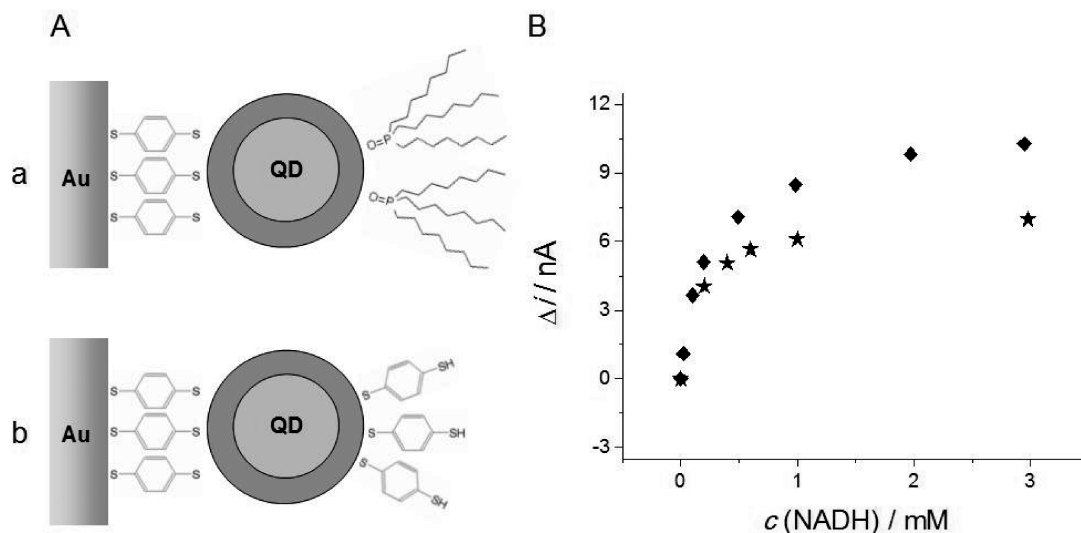 A
a
Au
S S
S S
S S
QD
O=P
O=P
b
Au
S S
S S
S S
QD
S SH
S SH
S SH
B
12
9
6
3
0
-3
Δi / nA
0 1 2 3
c (NADH) / mM